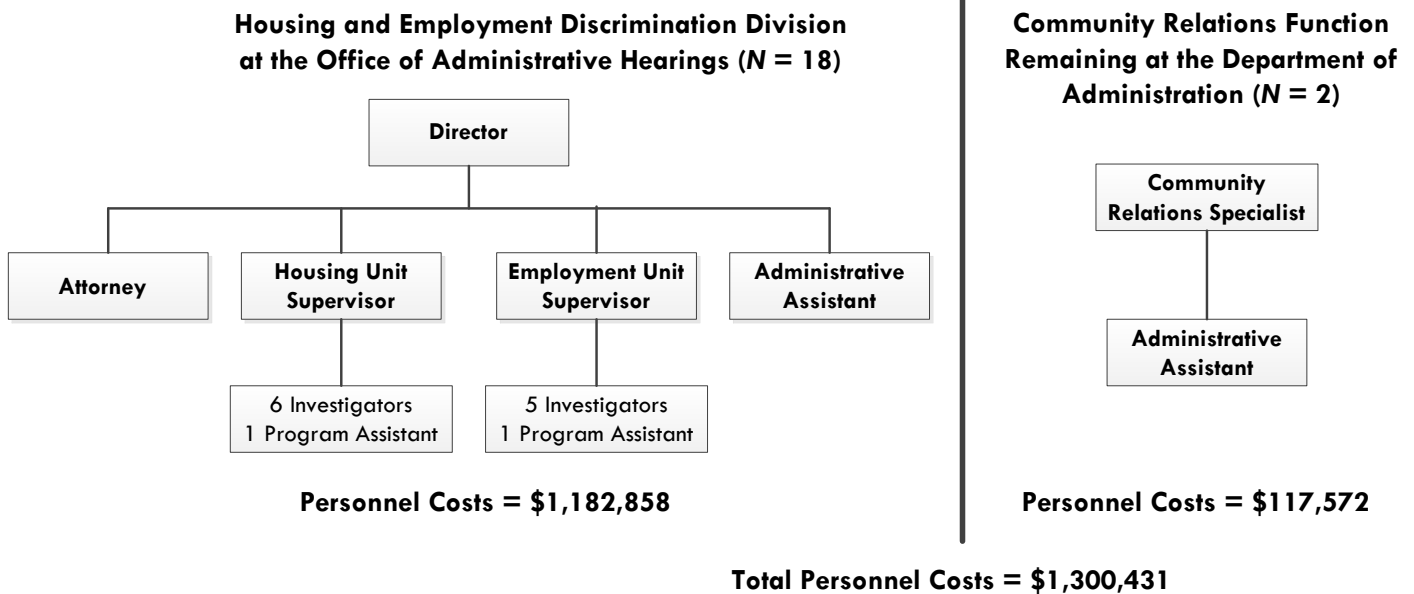 Housing and Employment Discrimination Division
at the Office of Administrative Hearings (N = 18)
Director
Attorney
Housing Unit
Supervisor
Employment Unit
Supervisor
Administrative
Assistant
6 Investigators
1 Program Assistant
5 Investigators
1 Program Assistant
Personnel Costs = $1,182,858
Community Relations Function
Remaining at the Department of
Administration (N = 2)
Community
Relations Specialist
Administrative
Assistant
Personnel Costs = $117,572
Total Personnel Costs = $1,300,431